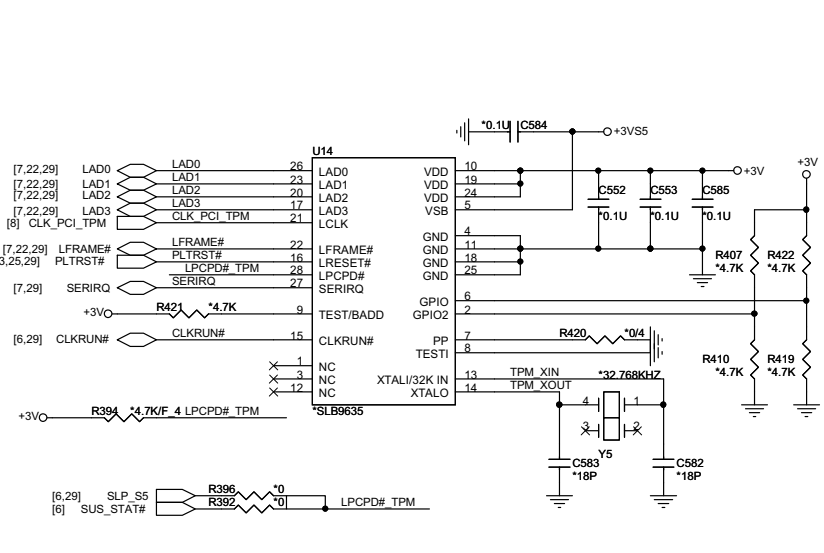 *0.1U C584 +3VS5
U14
[7,22,29] LAD0 LAD0 26 LAD0 VDD 10 +3V +3V
[7,22,29] LAD1 LAD1 23 LAD1 VDD 19
[7,22,29] LAD2 LAD2 20 LAD2 VDD 24 C552 C553 C585
[7,22,29] LAD3 LAD3 17 LAD3 VSB 5 *0.1U *0.1U *0.1U
[8] CLK_PCI_TPM CLK_PCI_TPM 21 LCLK
GND 4
[7,22,29] LFRAME# LFRAME# 22 LFRAME# GND 11
3,25,29] PLTRST# PLTRST# 16 LRESET# GND 18 R407 R422
LPCPD#_TPM 28 LPCPD# GND 25 *4.7K *4.7K
[7,29] SERIRQ SERIRQ 27 SERIRQ
GPIO 6
+3V R421 *4.7K 9 TEST/BADD GPIO2 2
[6,29] CLKRUN# CLKRUN# 15 CLKRUN# PP 7 R420 *0/4
TESTI 8
1 NC R410 R419
3 NC XTALI/32K IN 13 TPM_XIN *32.768KHZ *4.7K *4.7K
12 NC XTALO 14 TPM_XOUT
*SLB9635
+3V R394 *4.7K/F_4 LPCPD#_TPM
4 1
3 2
Y5
C583 C582
*18P *18P
[6,29] SLP_S5 R396 *0
[6] SUS_STAT# R392 *0 LPCPD#_TPM